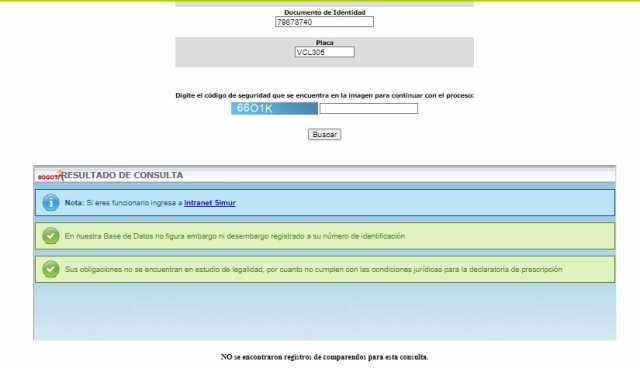 Documento de Identidad
79878740
Placa
VCL305
Digite el código de seguridad que se encuentra en la imagen para continuar con el proceso:
66O1K
Buscar
BOGOTÁ RESULTADO DE CONSULTA
Nota: Si eres funcionario ingresa a Intranet Simur
En nuestra Base de Datos no figura embargo ni desembargo registrado a su número de identificación
Sus obligaciones no se encuentran en estudio de legalidad, por cuanto no cumplen con las condiciones jurídicas para la declaratoria de prescripción
NO se encontraron registros de comparendos para esta consulta.